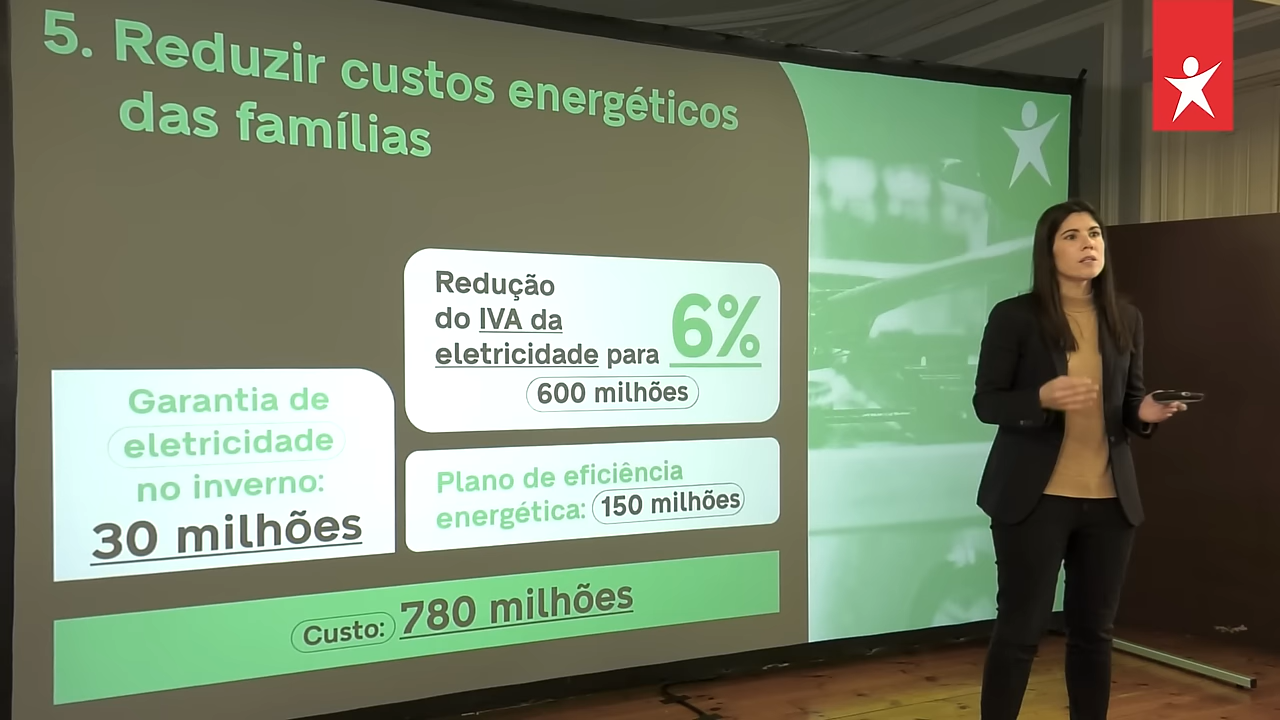 5. Reduzir custos energéticos
das famílias
Garantia de
eletricidade
no inverno:
30 milhões
Redução
do IVA da
eletricidade para
6%
600 milhões
Plano de eficiência
energética: 150 milhões
Custo: 780 milhões